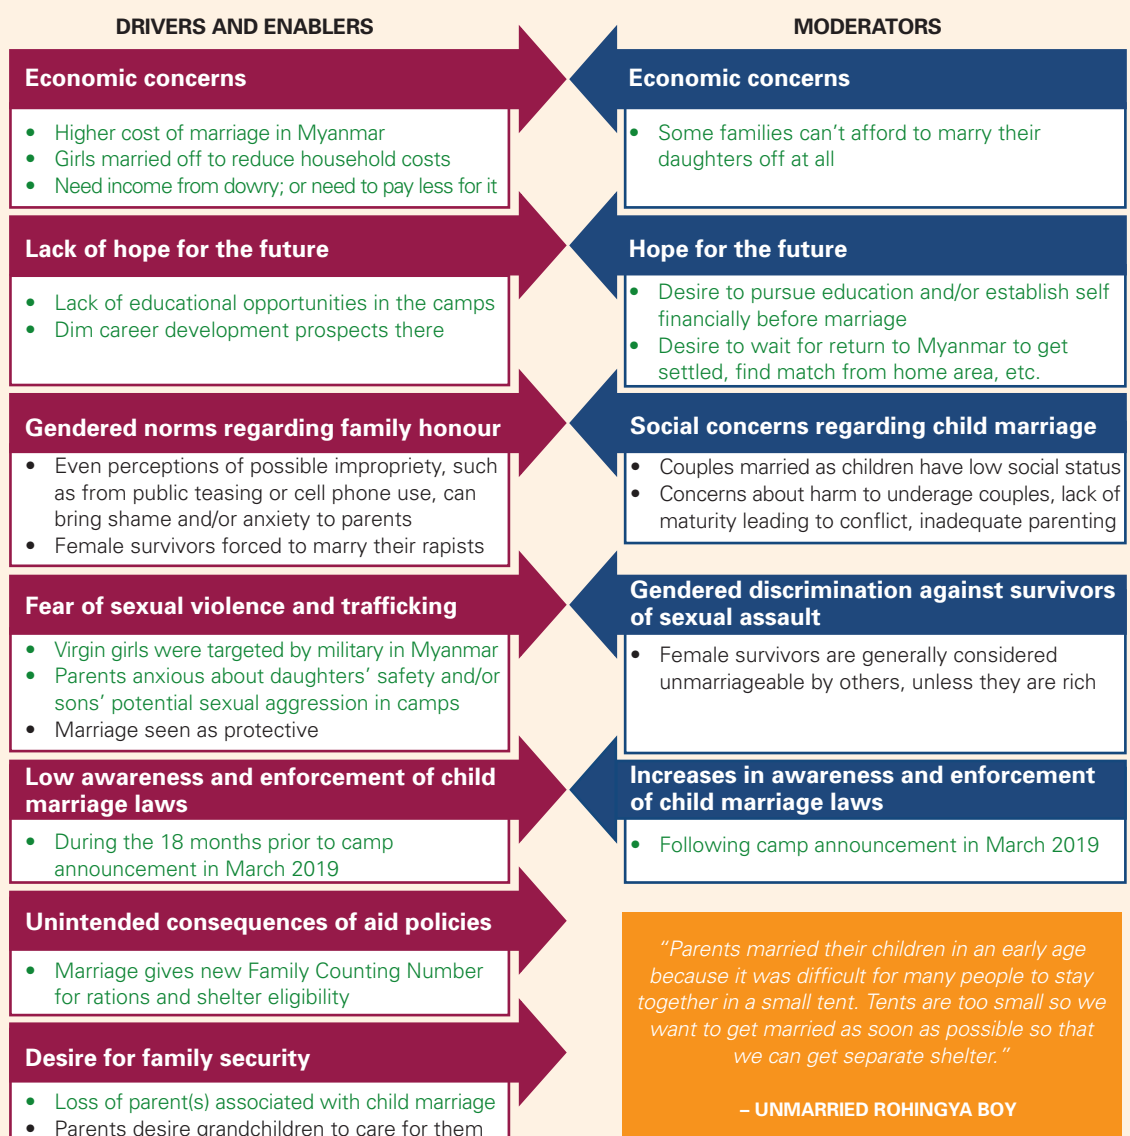 DRIVERS AND ENABLERS
Economic concerns
• Higher cost of marriage in Myanmar
• Girls married off to reduce household costs
• Need income from dowry; or need to pay less for it
Lack of hope for the future
• Lack of educational opportunities in the camps
• Dim career development prospects there
Gendered norms regarding family honour
• Even perceptions of possible impropriety, such
as from public teasing or cell phone use, can
bring shame and/or anxiety to parents
• Female survivors forced to marry their rapists
Fear of sexual violence and trafficking
• Virgin girls were targeted by military in Myanmar
• Parents anxious about daughters’ safety and/or
sons’ potential sexual aggression in camps
• Marriage seen as protective
Low awareness and enforcement of child
marriage laws
• During the 18 months prior to camp
announcement in March 2019
Unintended consequences of aid policies
• Marriage gives new Family Counting Number
for rations and shelter eligibility
Desire for family security
• Loss of parent(s) associated with child marriage
• Parents desire grandchildren to care for them
MODERATORS
Economic concerns
• Some families can’t afford to marry their
daughters off at all
Hope for the future
• Desire to pursue education and/or establish self
financially before marriage
• Desire to wait for return to Myanmar to get
settled, find match from home area, etc.
Social concerns regarding child marriage
• Couples married as children have low social status
• Concerns about harm to underage couples, lack of
maturity leading to conflict, inadequate parenting
Gendered discrimination against survivors
of sexual assault
• Female survivors are generally considered
unmarriageable by others, unless they are rich
Increases in awareness and enforcement
of child marriage laws
• Following camp announcement in March 2019
“Parents married their children in an early age
because it was difficult for many people to stay
together in a small tent. Tents are too small so we
want to get married as soon as possible so that
we can get separate shelter.”
– UNMARRIED ROHINGYA BOY